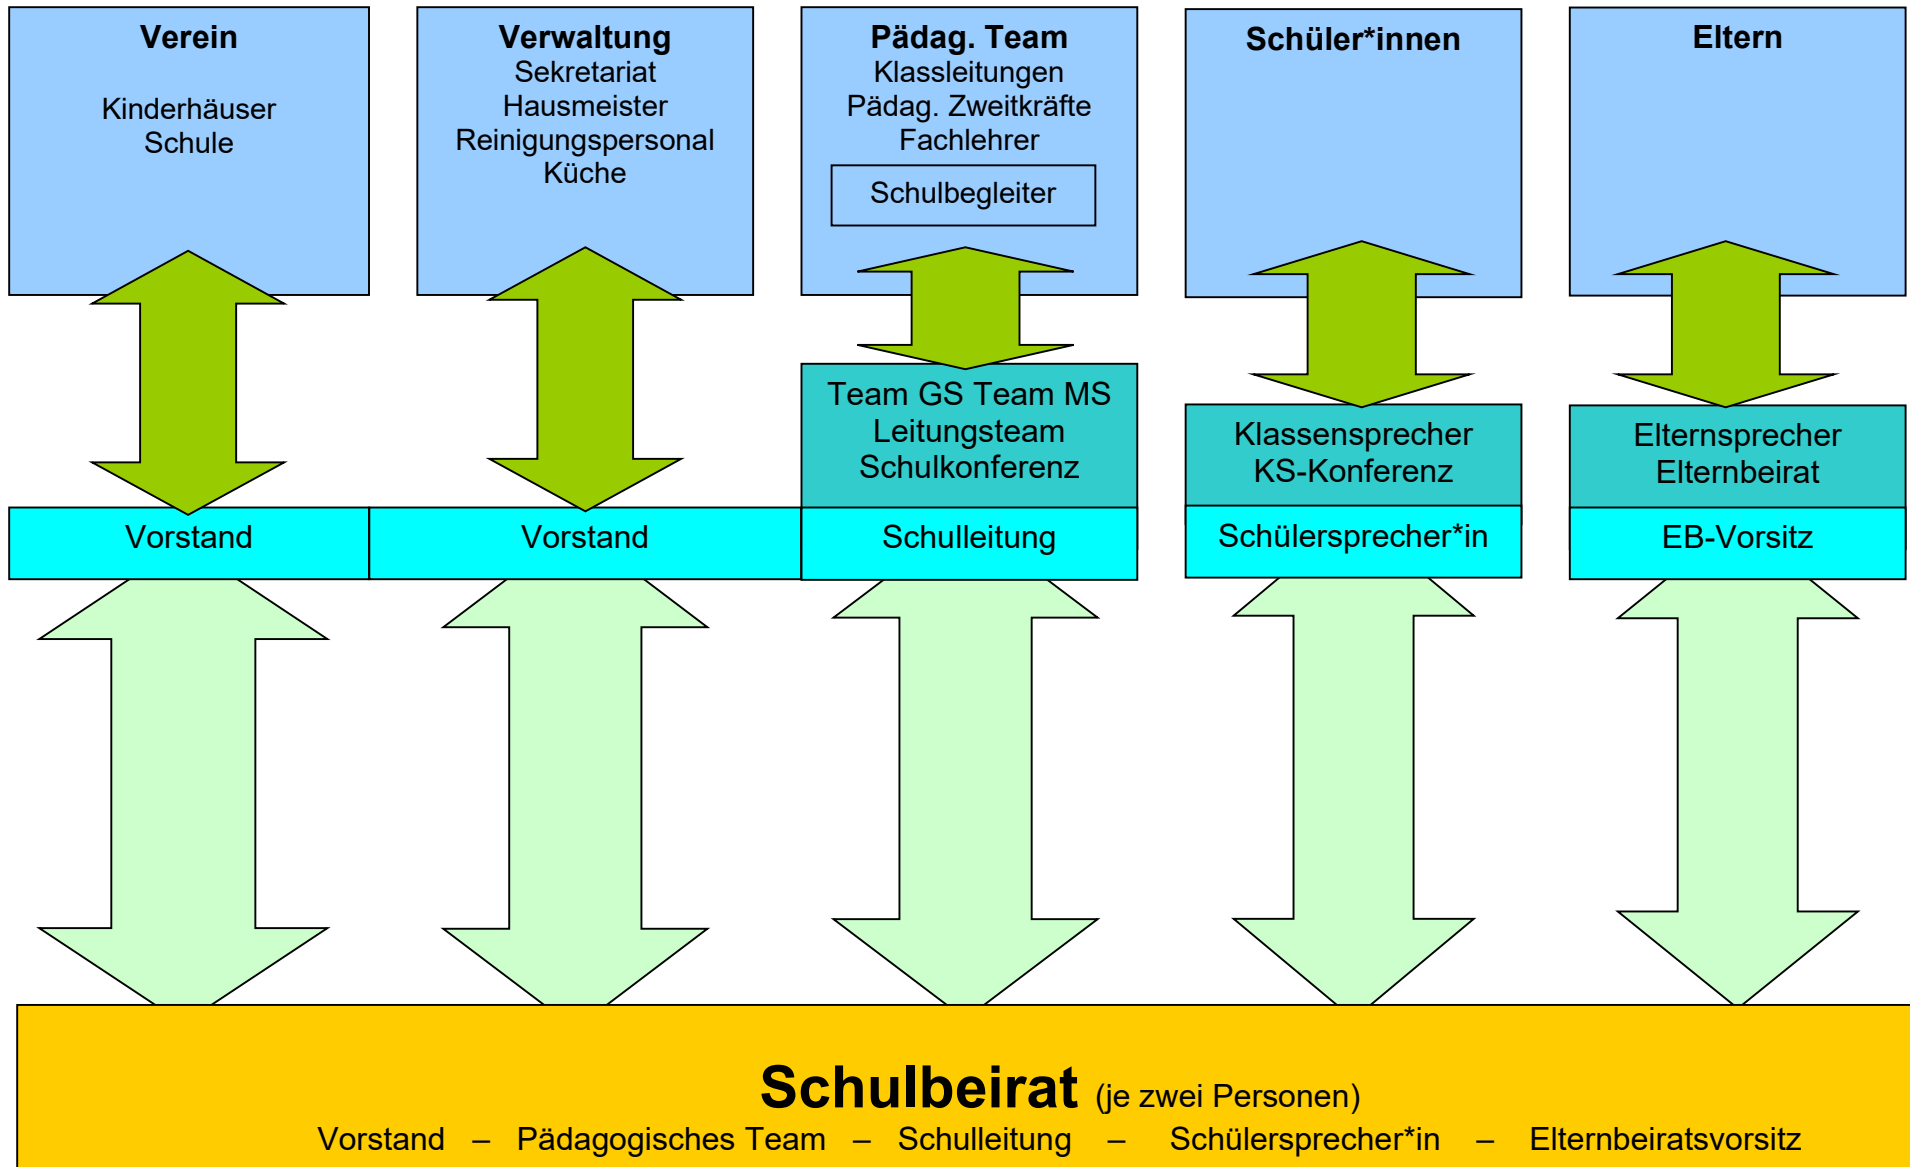 Verein
Kinderhäuser
Schule
Verwaltung
Sekretariat
Hausmeister
Reinigungspersonal
Küche
Pädag. Team
Klassleitungen
Pädag. Zweitkräfte
Fachlehrer
Schulbegleiter
Schüler*innen
Eltern
Team GS Team MS
Leitungsteam
Schulkonferenz
Klassensprecher
KS-Konferenz
Elternsprecher
Elternbeirat
Vorstand
Vorstand
Schulleitung
Schülersprecher*in
EB-Vorsitz
Schulbeirat (je zwei Personen)
Vorstand – Pädagogisches Team – Schulleitung – Schülersprecher*in – Elternbeiratsvorsitz